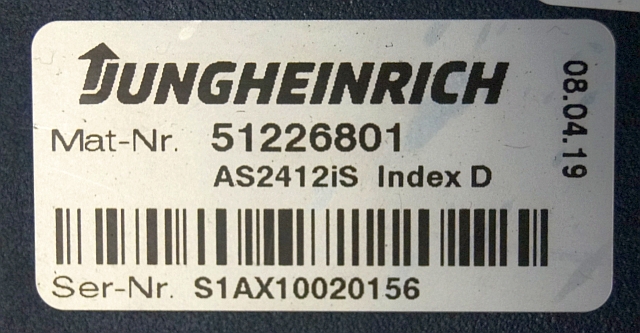 JUNGHEINRICH
Mat-Nr. 51226801
AS2412iS Index D
Ser-Nr. S1AX10020156
08.04.19